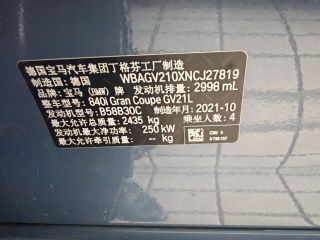 德国宝马汽车集团丁格芬工厂制造
制造国: 德国 WBAGV210XNCJ27819
品牌: 宝马 (BMW) 牌 发动机排量: 2998 mL
整车型号: 840i Gran Coupe GV21L
发动机型号: B58B30C 制造年月: 2021-10
最大允许总质量: 2435 kg 乘坐人数: 4
发动机最大净功率: 250 kW
最大允许牵引质量: -- kg